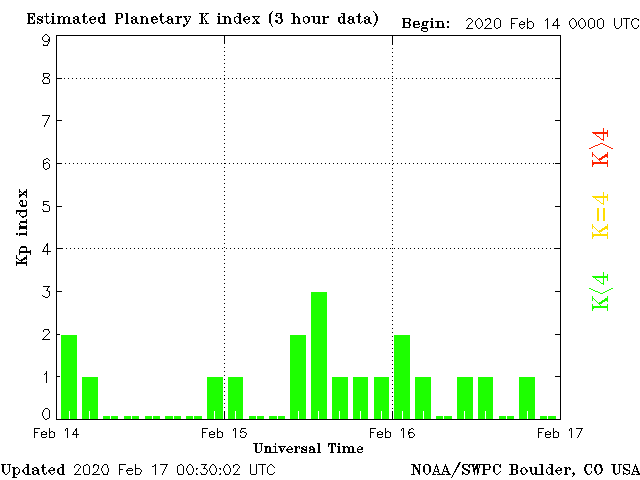 Estimated Planetary K index (3 hour data) Begin: 2020 Feb 14 0000 UTC
9
8
7
6
5
4
3
2
1
0
Kp index
K>4
K=4
K<4
Feb 14 Feb 15 Feb 16 Feb 17
Universal Time
Updated 2020 Feb 17 00:30:02 UTC NOAA/SWPC Boulder, CO USA